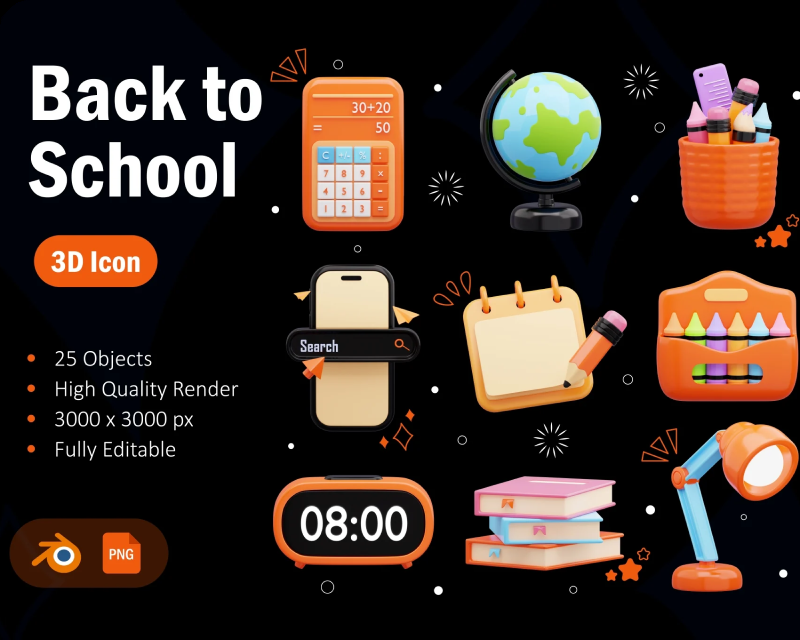 Back to
School
3D Icon
25 Objects
High Quality Render
3000 x 3000 px
Fully Editable
PNG
30+20
= 50
C +/- % :
7 8 9 ×
4 5 6 -
1 2 3 =
Search
08:00